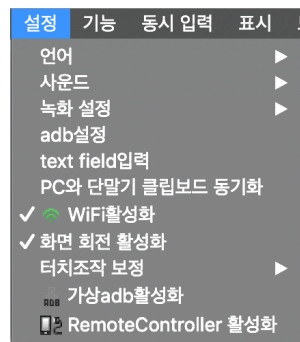 설정 기능 동시 입력 표시
언어
사운드
녹화 설정
adb설정
text field입력
PC와 단말기 클립보드 동기화
WiFi활성화
화면 회전 활성화
터치조작 보정
ADB 가상adb활성화
RemoteController 활성화